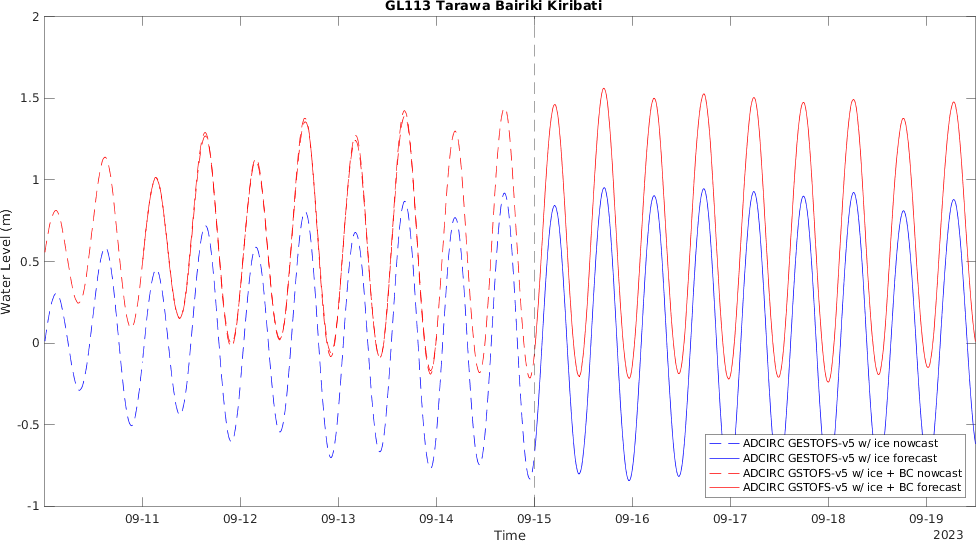 GL113 Tarawa Bairiki Kiribati
2
1.5
1
0.5
0
-0.5
-1
Water Level (m)
ADCIRC GESTOFS-v5 w/ ice nowcast
ADCIRC GESTOFS-v5 w/ ice forecast
ADCIRC GSTOFS-v5 w/ ice + BC nowcast
ADCIRC GSTOFS-v5 w/ ice + BC forecast
09-11 09-12 09-13 09-14 09-15 09-16 09-17 09-18 09-19
Time
2023